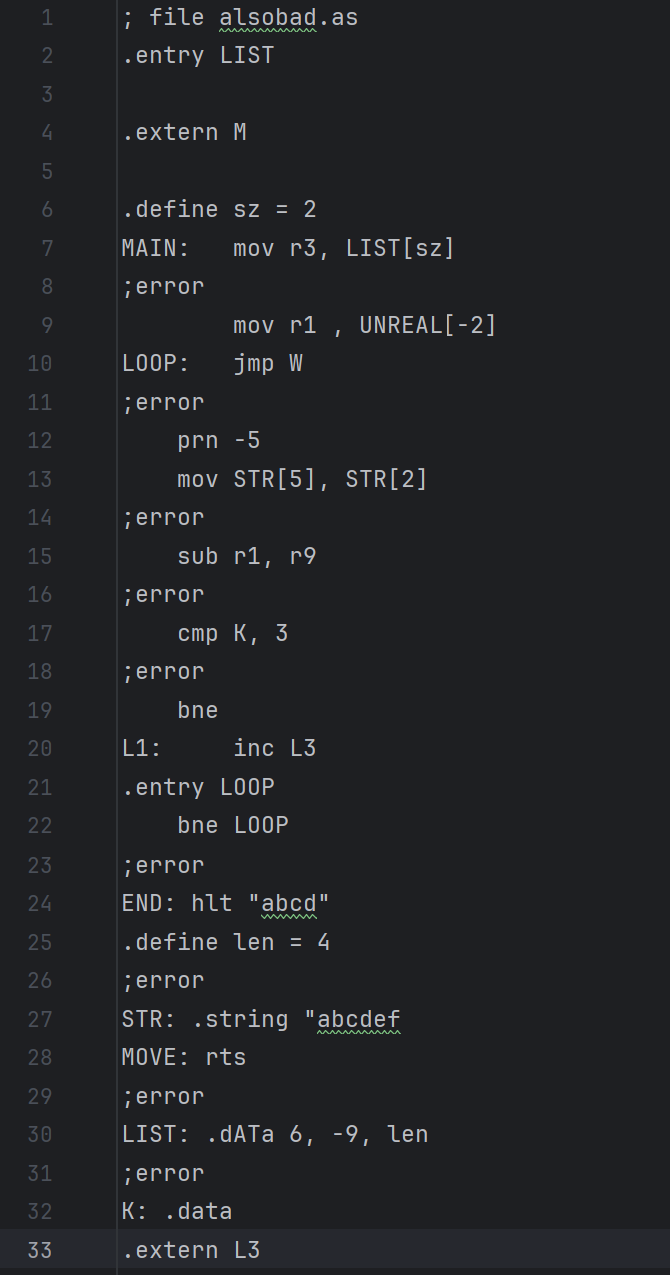 1 ; file alsobad.as
2 .entry LIST
3
4 .extern M
5
6 .define sz = 2
7 MAIN:   mov r3, LIST[sz]
8 ;error
9         mov r1 , UNREAL[-2]
10 LOOP:   jmp W
11 ;error
12     prn -5
13     mov STR[5], STR[2]
14 ;error
15     sub r1, r9
16 ;error
17     cmp K, 3
18 ;error
19     bne
20 L1:     inc L3
21 .entry LOOP
22     bne LOOP
23 ;error
24 END: hlt "abcd"
25 .define len = 4
26 ;error
27 STR: .string "abcdef
28 MOVE: rts
29 ;error
30 LIST: .dATa 6, -9, len
31 ;error
32 K: .data
33 .extern L3